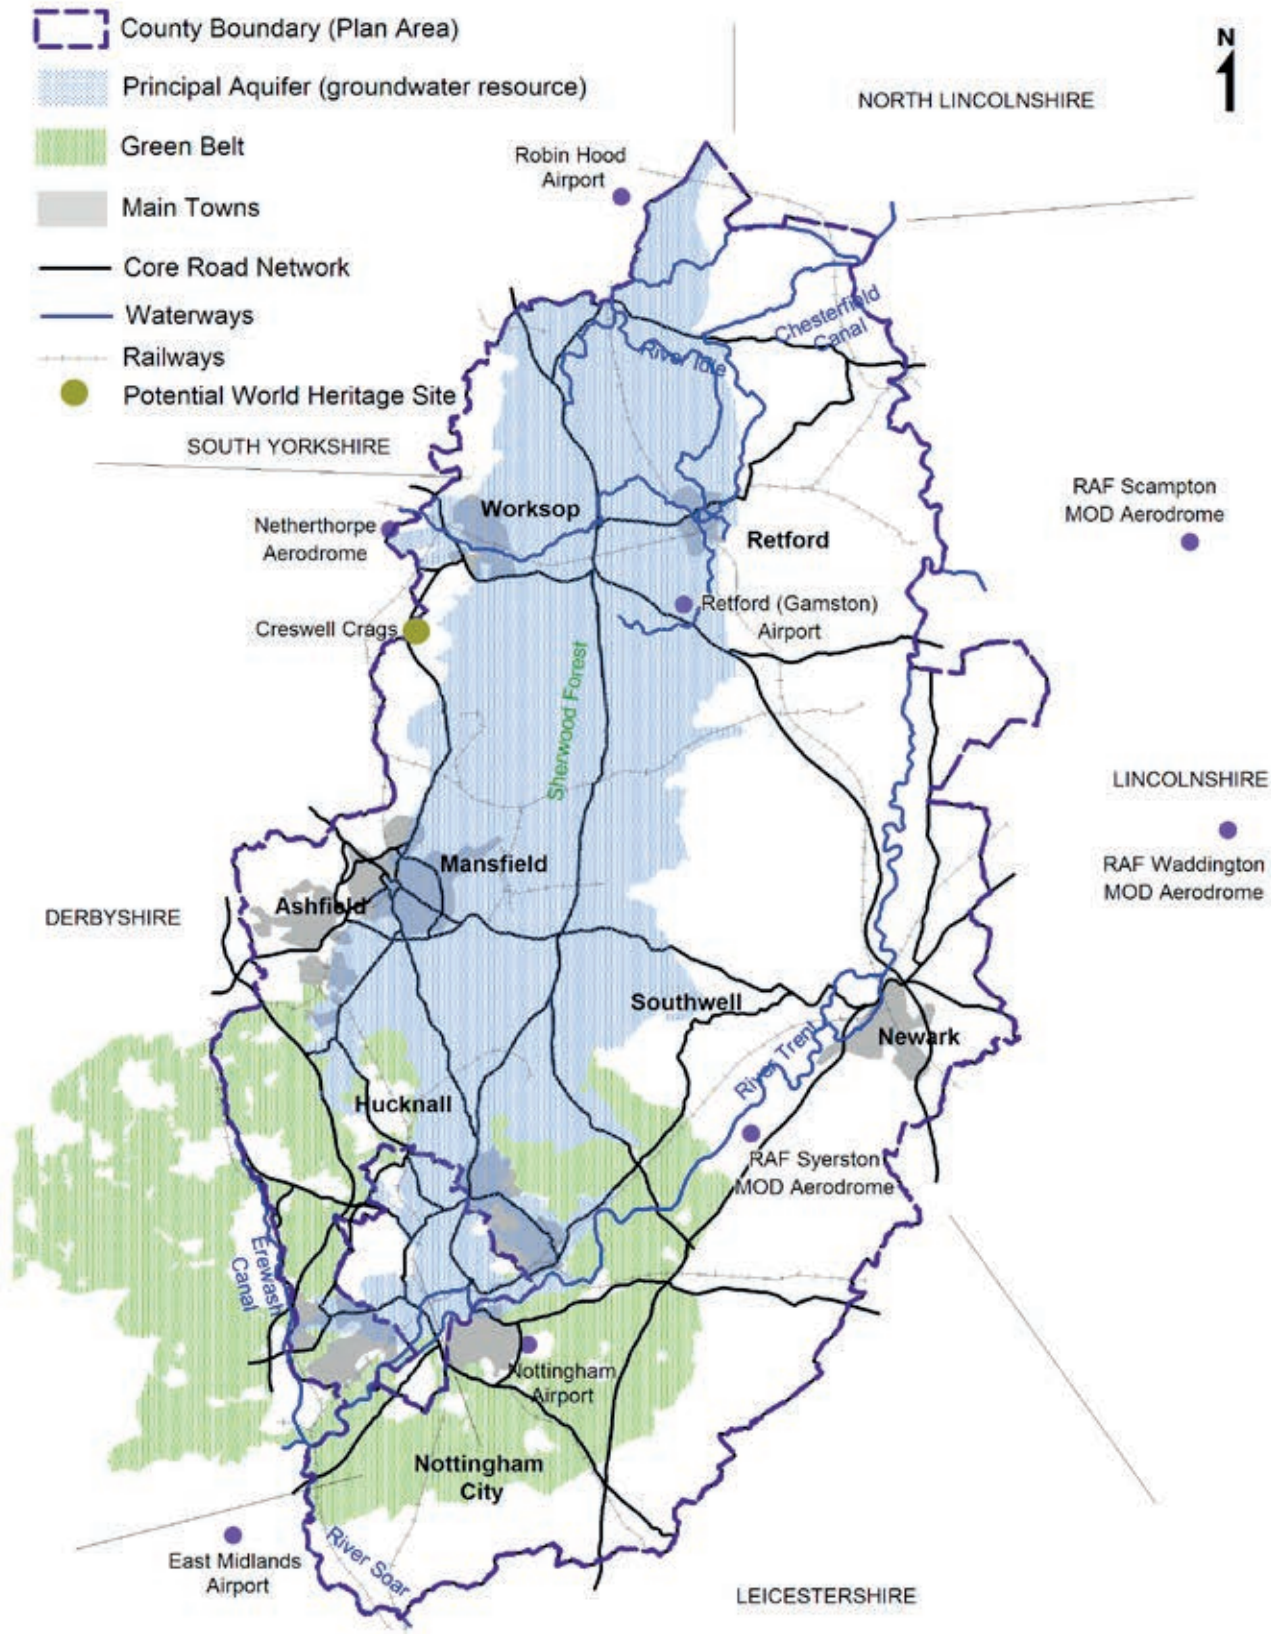 County Boundary (Plan Area)
Principal Aquifer (groundwater resource)
Green Belt
Main Towns
Core Road Network
Waterways
Railways
Potential World Heritage Site
N
NORTH LINCOLNSHIRE
Robin Hood
Airport
Chesterfield
Canal
River Idle
SOUTH YORKSHIRE
RAF Scampton
MOD Aerodrome
Worksop
Netherthorpe
Aerodrome
Retford
Retford (Gamston)
Airport
Creswell Crags
Sherwood Forest
LINCOLNSHIRE
RAF Waddington
MOD Aerodrome
Mansfield
Ashfield
DERBYSHIRE
Southwell
Newark
River Trent
Hucknall
RAF Syerston
MOD Aerodrome
Erewash
Canal
Nottingham
Airport
Nottingham
City
East Midlands
Airport
River Soar
LEICESTERSHIRE